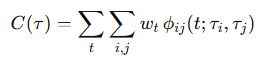 C(τ) = ∑_t ∑_{i,j} w_t ϕ_{ij}(t; τ_i, τ_j)